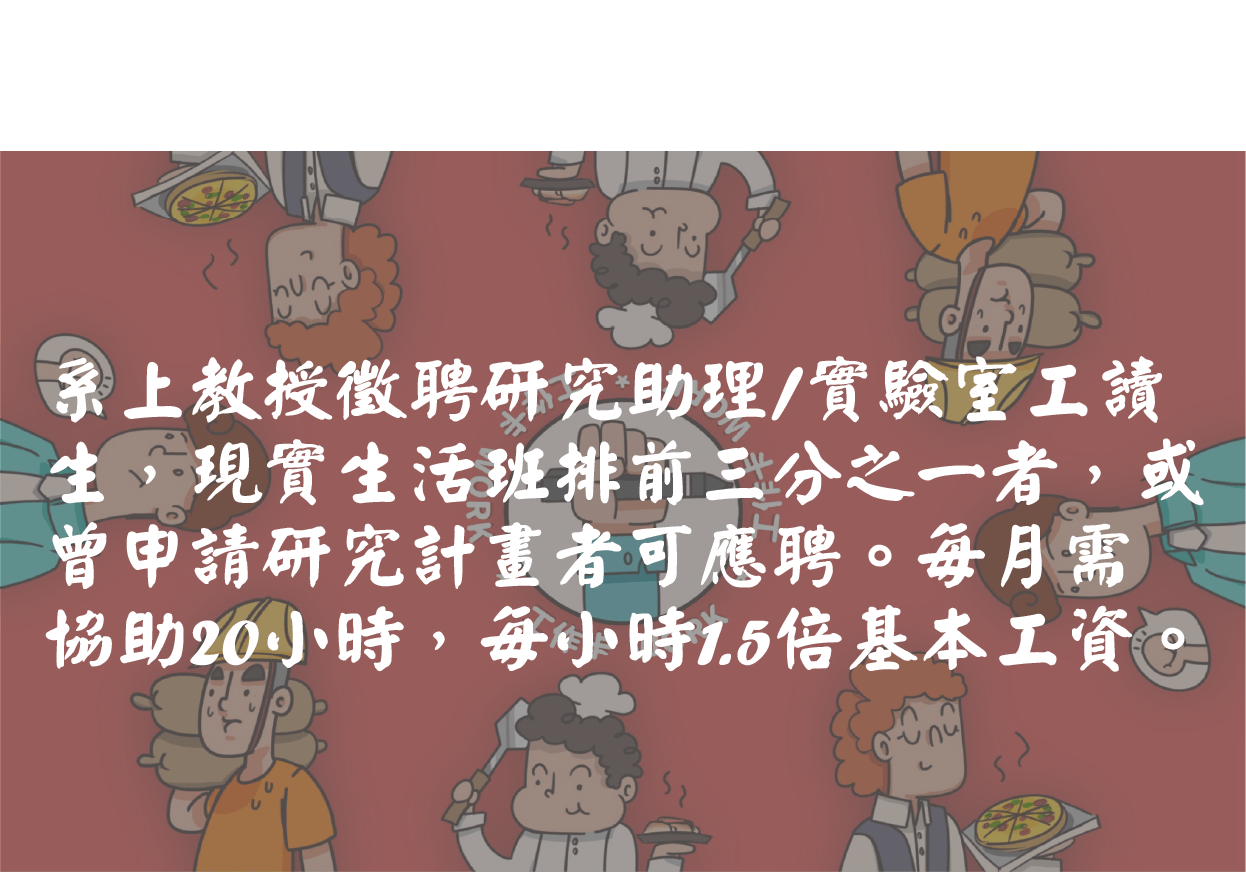 系上教授徵聘研究助理/實驗室工讀
生，現實生活班排前三分之一者，或
曾申請研究計畫者可應聘。每月需
協助20小時，每小時1.5倍基本工資。
WORK